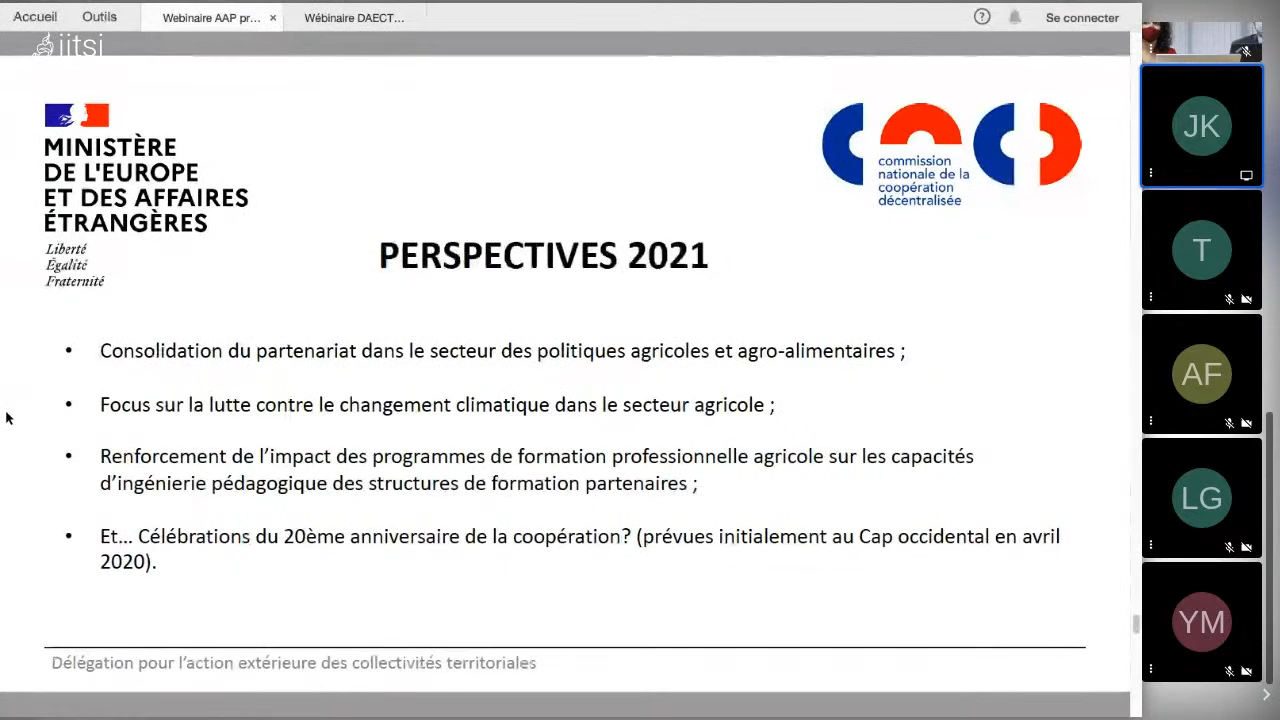 Accueil
Outils
Webinaire AAP pr... ×
Wébinaire DAECT...
?
Se connecter
jitsi
MINISTÈRE
DE L'EUROPE
ET DES AFFAIRES
ÉTRANGÈRES
Liberté
Égalité
Fraternité
commission
nationale de la
coopération
décentralisée
PERSPECTIVES 2021
• Consolidation du partenariat dans le secteur des politiques agricoles et agro-alimentaires ;
• Focus sur la lutte contre le changement climatique dans le secteur agricole ;
• Renforcement de l’impact des programmes de formation professionnelle agricole sur les capacités
d’ingénierie pédagogique des structures de formation partenaires ;
• Et… Célébrations du 20ème anniversaire de la coopération? (prévues initialement au Cap occidental en avril
2020).
Délégation pour l’action extérieure des collectivités territoriales
JK
T
AF
LG
YM